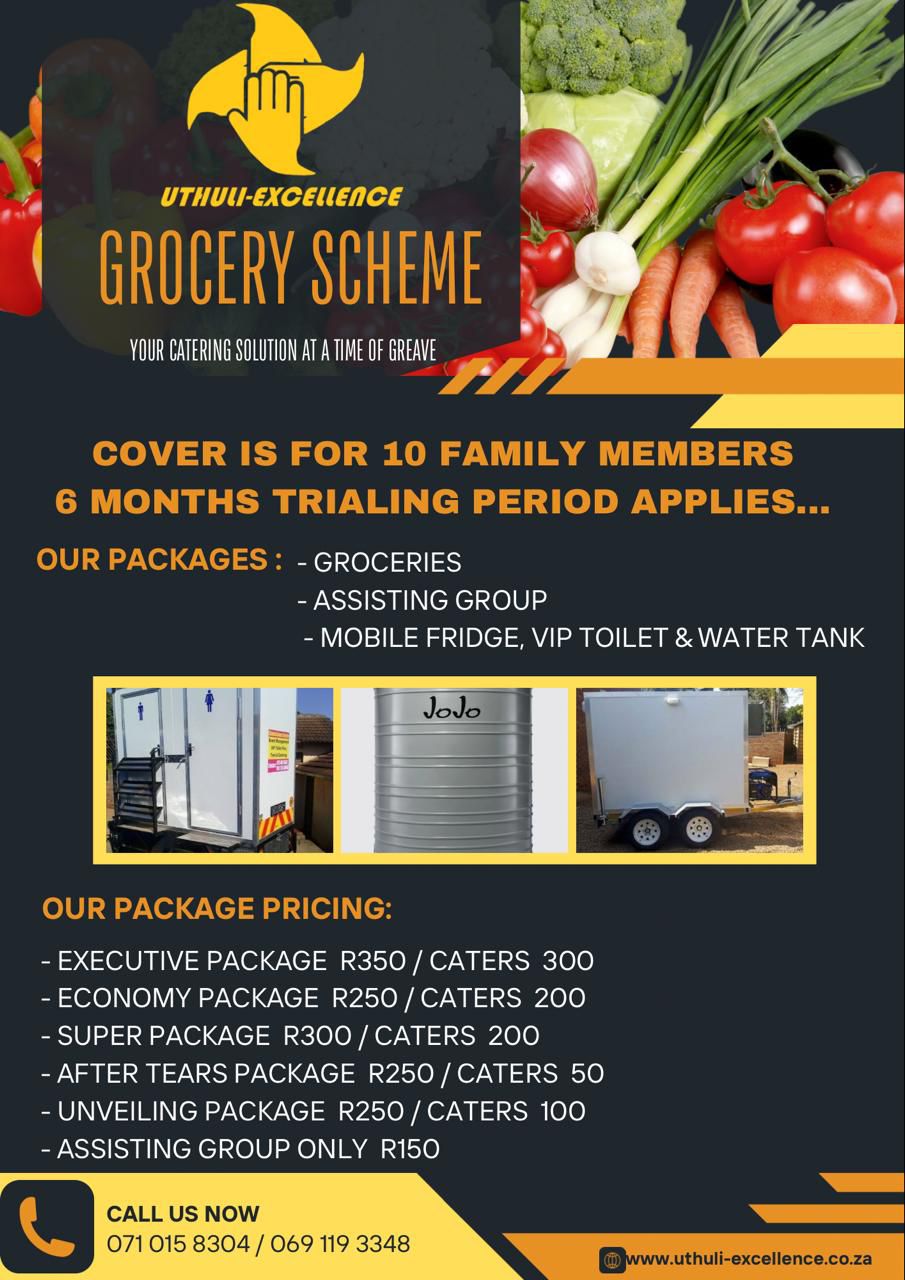 UTHULI-EXCELLENCE
GROCERY SCHEME
YOUR CATERING SOLUTION AT A TIME OF GREAVE
COVER IS FOR 10 FAMILY MEMBERS
6 MONTHS TRIALING PERIOD APPLIES...
OUR PACKAGES : - GROCERIES
- ASSISTING GROUP
- MOBILE FRIDGE, VIP TOILET & WATER TANK
JoJo
OUR PACKAGE PRICING:
- EXECUTIVE PACKAGE R350 / CATERS 300
- ECONOMY PACKAGE R250 / CATERS 200
- SUPER PACKAGE R300 / CATERS 200
- AFTER TEARS PACKAGE R250 / CATERS 50
- UNVEILING PACKAGE R250 / CATERS 100
- ASSISTING GROUP ONLY R150
CALL US NOW
071 015 8304 / 069 119 3348
www.uthuli-excellence.co.za